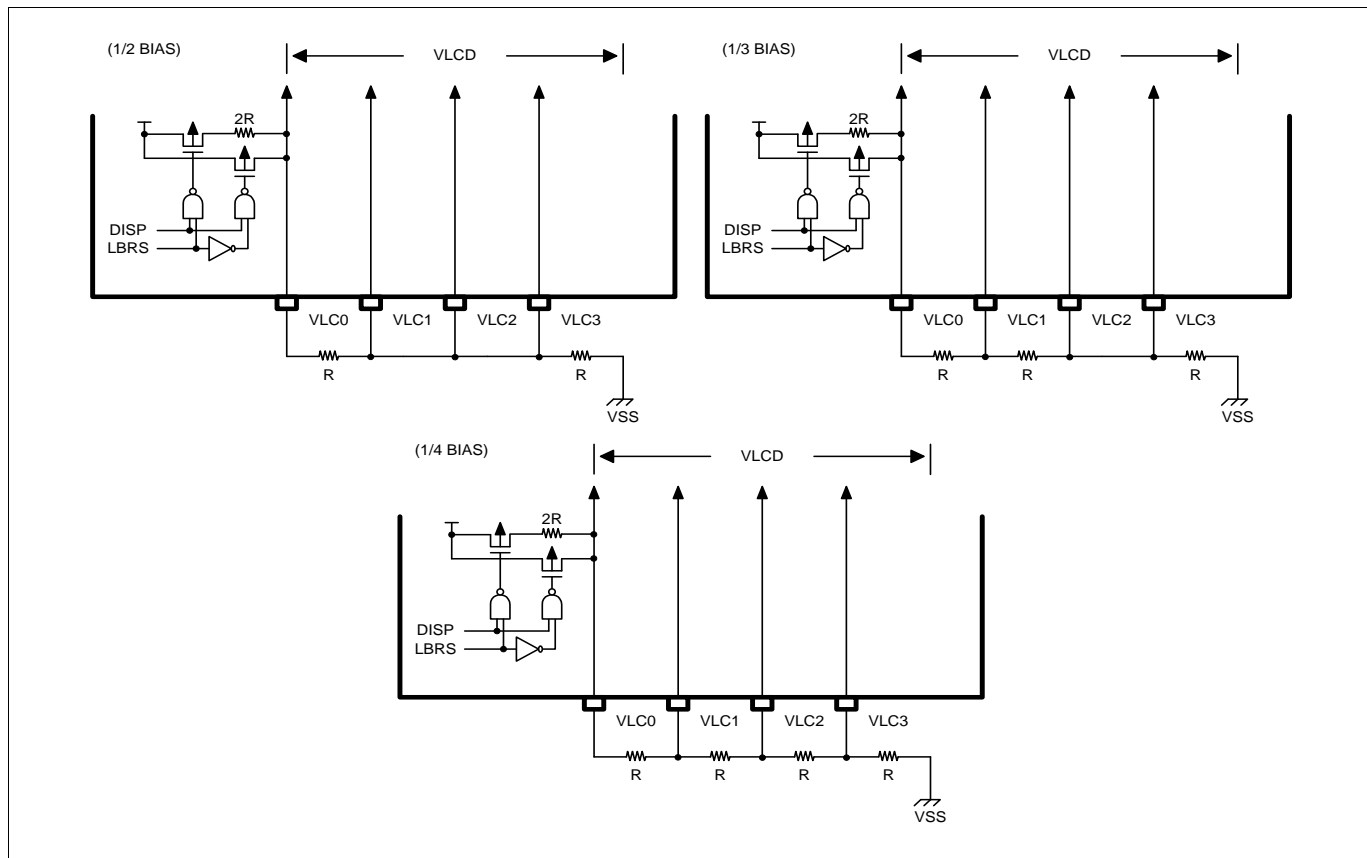 (1/2 BIAS)
VLCD
2R
DISP
LBRS
VLC0
VLC1
VLC2
VLC3
R
R
VSS
(1/3 BIAS)
VLCD
2R
DISP
LBRS
VLC0
VLC1
VLC2
VLC3
R
R
R
VSS
(1/4 BIAS)
VLCD
2R
DISP
LBRS
VLC0
VLC1
VLC2
VLC3
R
R
R
R
VSS